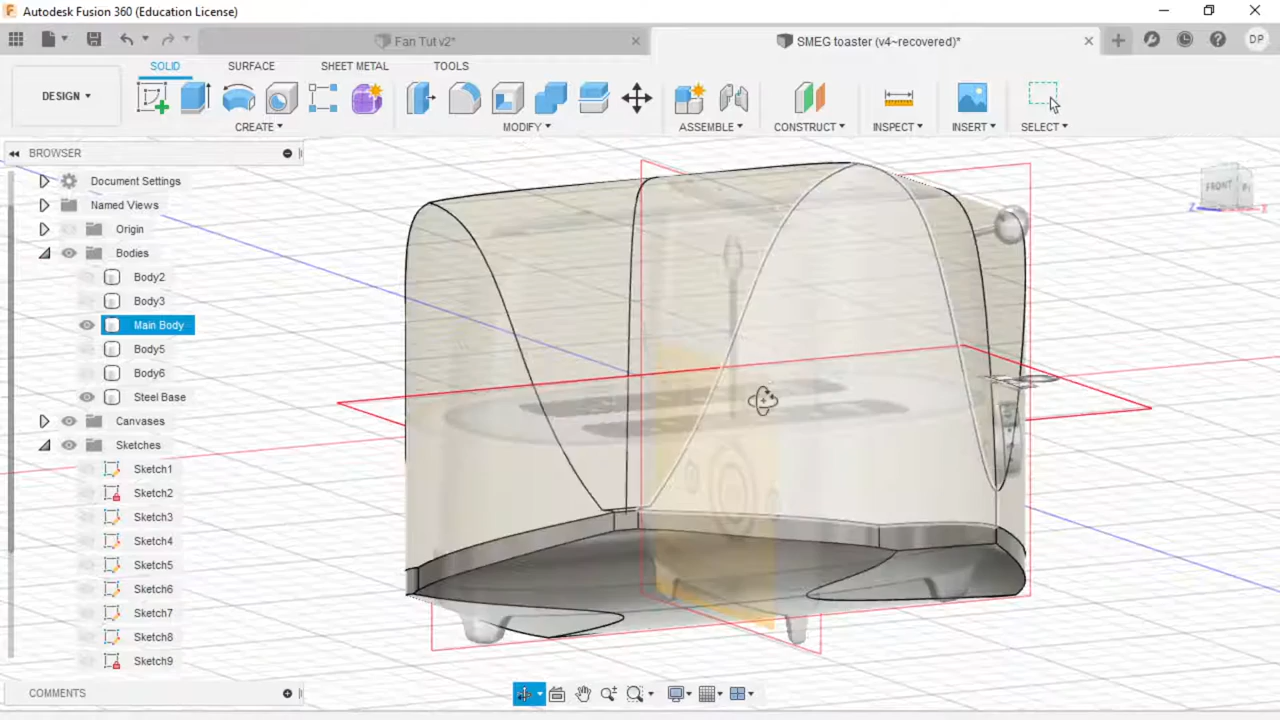 Autodesk Fusion 360 (Education License)
Fan Tut v2*
SMEG toaster (v4~recovered)*
DP
SOLID
SURFACE
SHEET METAL
TOOLS
DESIGN
CREATE
MODIFY
ASSEMBLE
CONSTRUCT
INSPECT
INSERT
SELECT
BROWSER
Document Settings
Named Views
Origin
Bodies
Body2
Body3
Main Body
Body5
Body6
Steel Base
Canvases
Sketches
Sketch1
Sketch2
Sketch3
Sketch4
Sketch5
Sketch6
Sketch7
Sketch8
Sketch9
FRONT
Z
X
COMMENTS